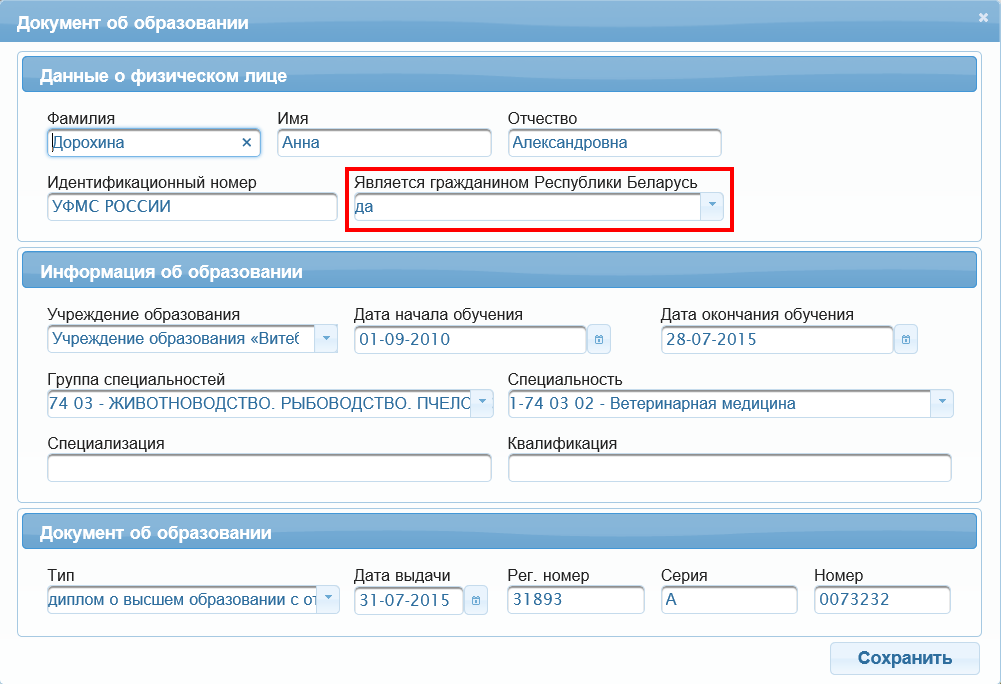 Документ об образовании
Данные о физическом лице
Фамилия Имя Отчество
Дорохина Анна Александровна
Идентификационный номер Является гражданином Республики Беларусь
УФМС РОССИИ да
Информация об образовании
Учреждение образования Дата начала обучения Дата окончания обучения
Учреждение образования «Витеб 01-09-2010 28-07-2015
Группа специальностей Специальность
74 03 - ЖИВОТНОВОДСТВО. РЫБОВОДСТВО. ПЧЕЛО 1-74 03 02 - Ветеринарная медицина
Специализация Квалификация
Документ об образовании
Тип Дата выдачи Рег. номер Серия Номер
диплом о высшем образовании с от 31-07-2015 31893 А 0073232
Сохранить